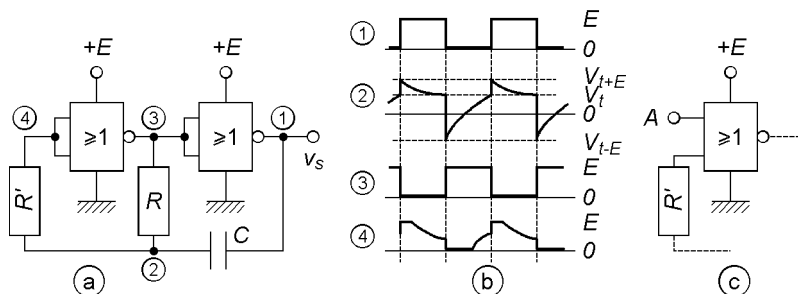 +E
+E
④
≥1
③
≥1
①
v_S
R'
R
C
②
a
①
E
0
②
V_t+E
V_t
0
V_t-E
③
E
0
④
E
0
b
+E
A
≥1
R'
c